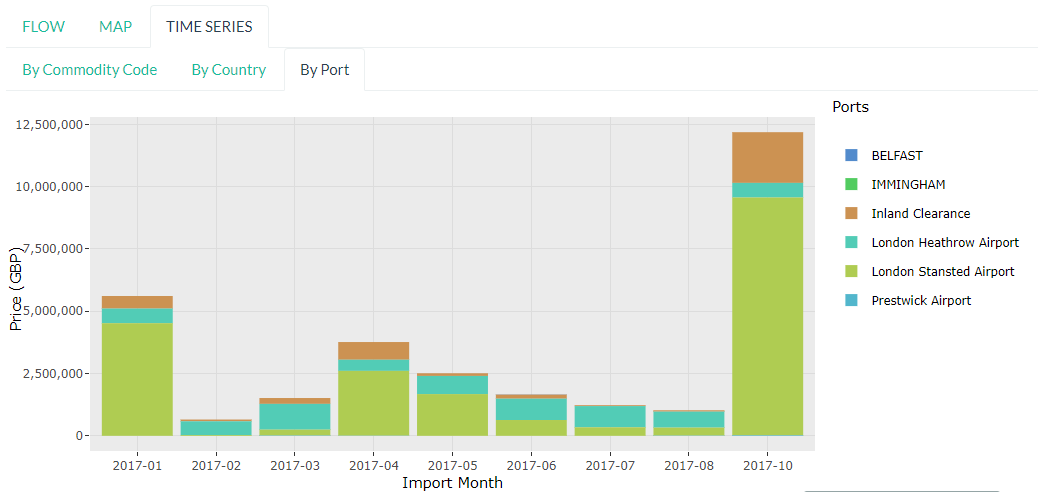 FLOW MAP TIME SERIES
By Commodity Code By Country By Port
Ports
BELFAST
IMMINGHAM
Inland Clearance
London Heathrow Airport
London Stansted Airport
Prestwick Airport
Price (GBP)
12,500,000
10,000,000
7,500,000
5,000,000
2,500,000
0
2017-01 2017-02 2017-03 2017-04 2017-05 2017-06 2017-07 2017-08 2017-10
Import Month